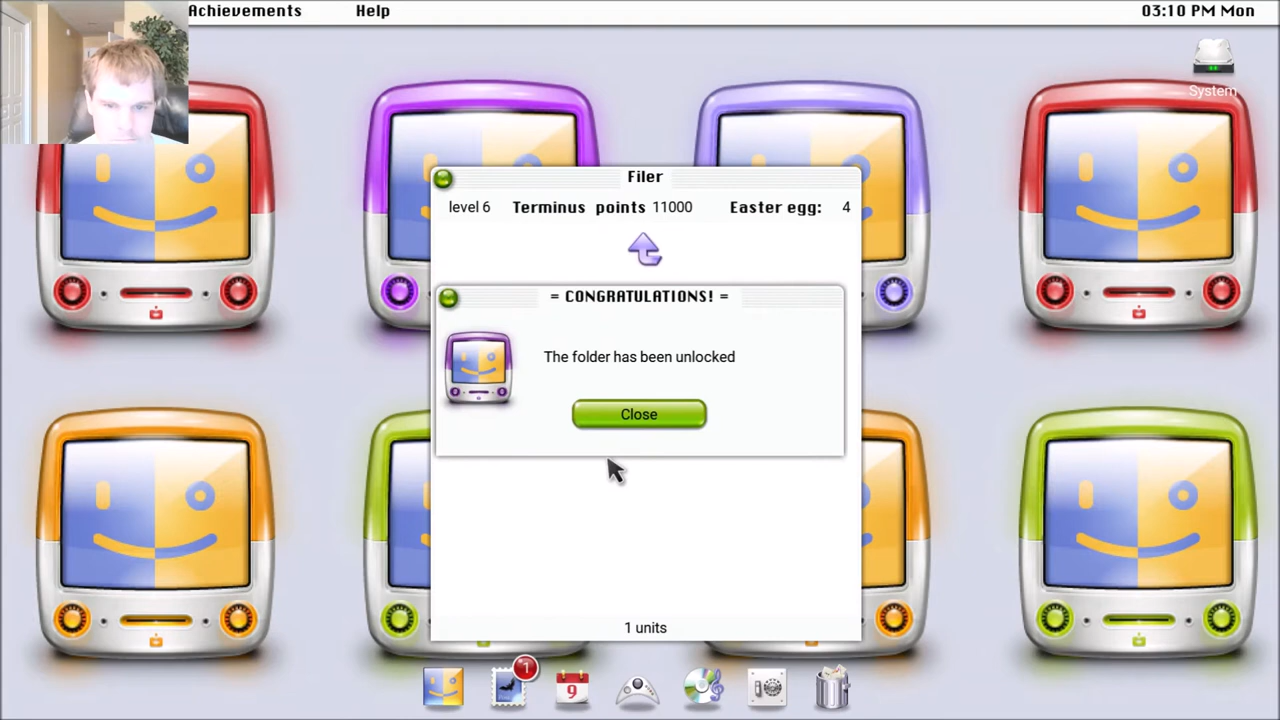 Achievements Help 03:10 PM Mon
System
Filer
level 6 Terminus points 11000 Easter egg: 4
= CONGRATULATIONS! =
The folder has been unlocked
Close
1 units
1
9